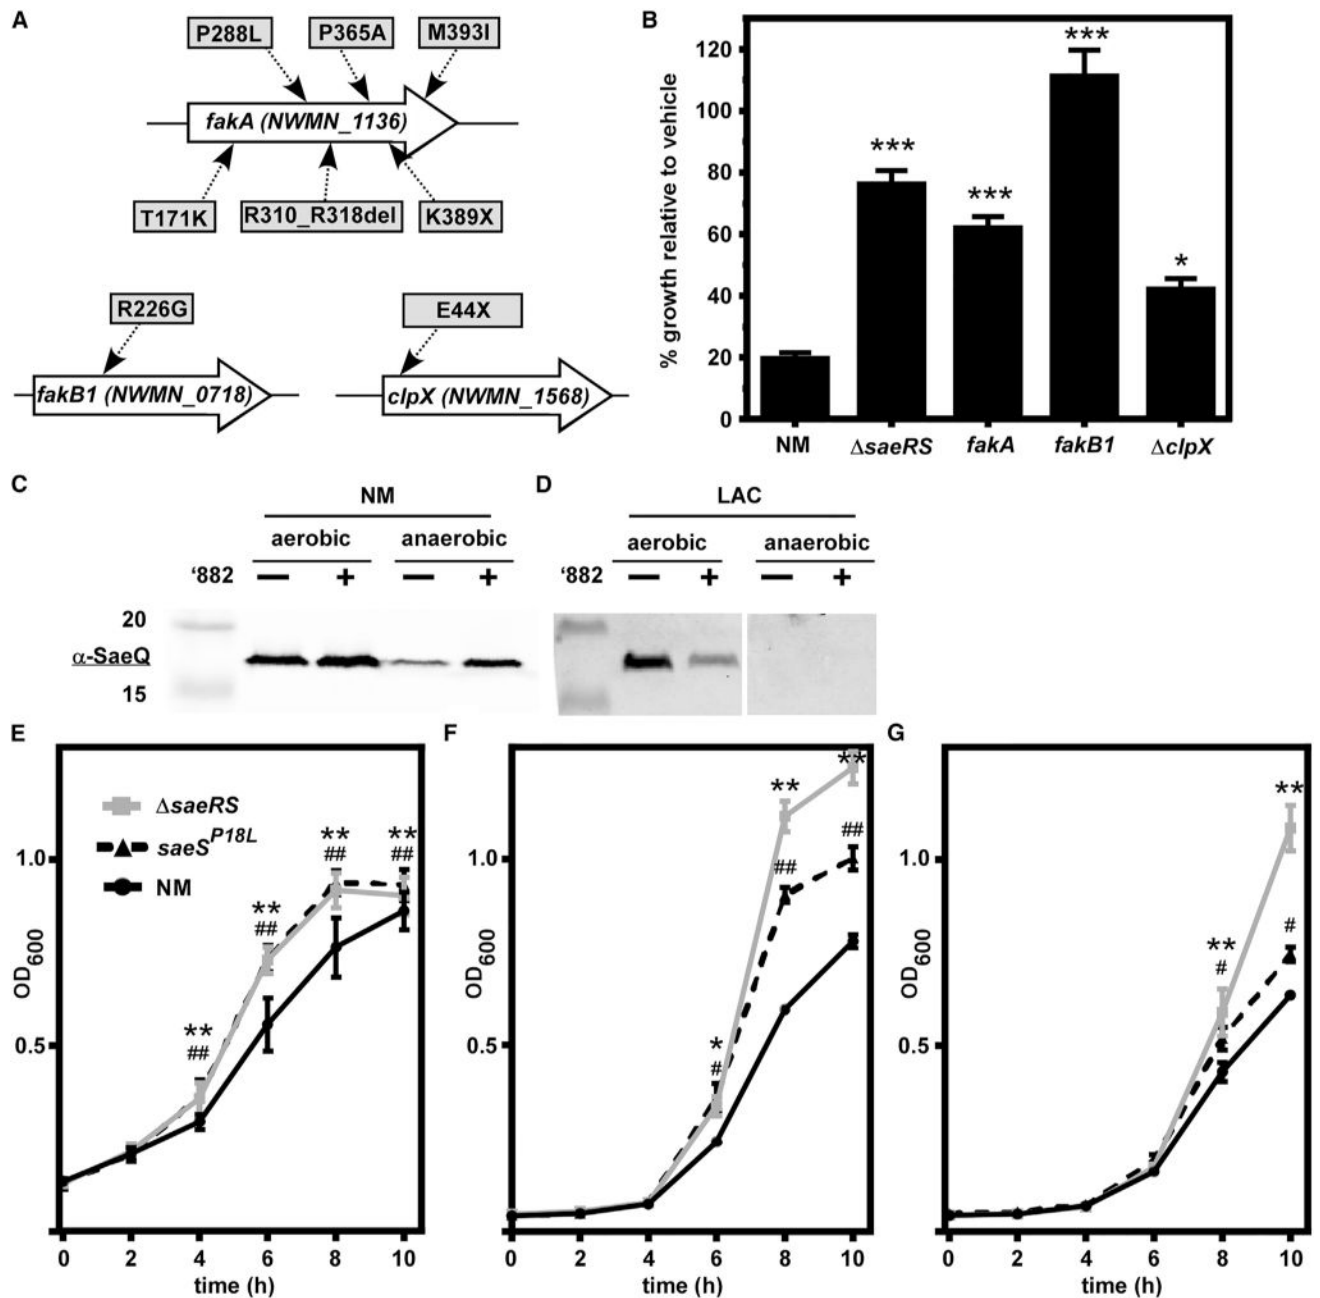 A
P288L
P365A
M393I
fakA (NWMN_1136)
T171K
R310_R318del
K389X
R226G
E44X
fakB1 (NWMN_0718)
clpX (NWMN_1568)
B
% growth relative to vehicle
120
100
80
60
40
20
0
***
***
***
*
NM
ΔsaeRS
fakA
fakB1
ΔclpX
C
NM
aerobic
anaerobic
‘882
—
+
—
+
20
α-SaeQ
15
D
LAC
aerobic
anaerobic
‘882
—
+
—
+
E
ΔsaeRS
saeS^P18L
NM
1.0
0.5
OD600
**
##
**
##
**
##
**
##
0 2 4 6 8 10
time (h)
F
1.0
0.5
OD600
*
#
**
##
**
##
0 2 4 6 8 10
time (h)
G
1.0
0.5
OD600
**
#
**
#
0 2 4 6 8 10
time (h)